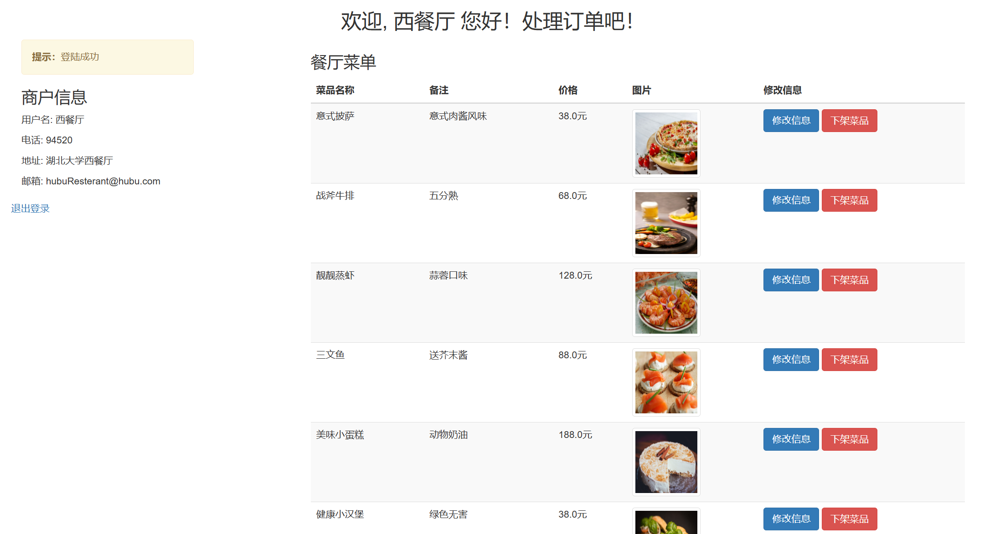 欢迎, 西餐厅 您好！处理订单吧！
提示：登陆成功
商户信息
用户名: 西餐厅
电话: 94520
地址: 湖北大学西餐厅
邮箱: hubuResterant@hubu.com
退出登录
餐厅菜单
菜品名称 备注 价格 图片 修改信息
意式披萨 意式肉酱风味 38.0元 修改信息 下架菜品
战斧牛排 五分熟 68.0元 修改信息 下架菜品
靓靓蒸虾 蒜蓉口味 128.0元 修改信息 下架菜品
三文鱼 送芥末酱 88.0元 修改信息 下架菜品
美味小蛋糕 动物奶油 188.0元 修改信息 下架菜品
健康小汉堡 绿色无害 38.0元 修改信息 下架菜品